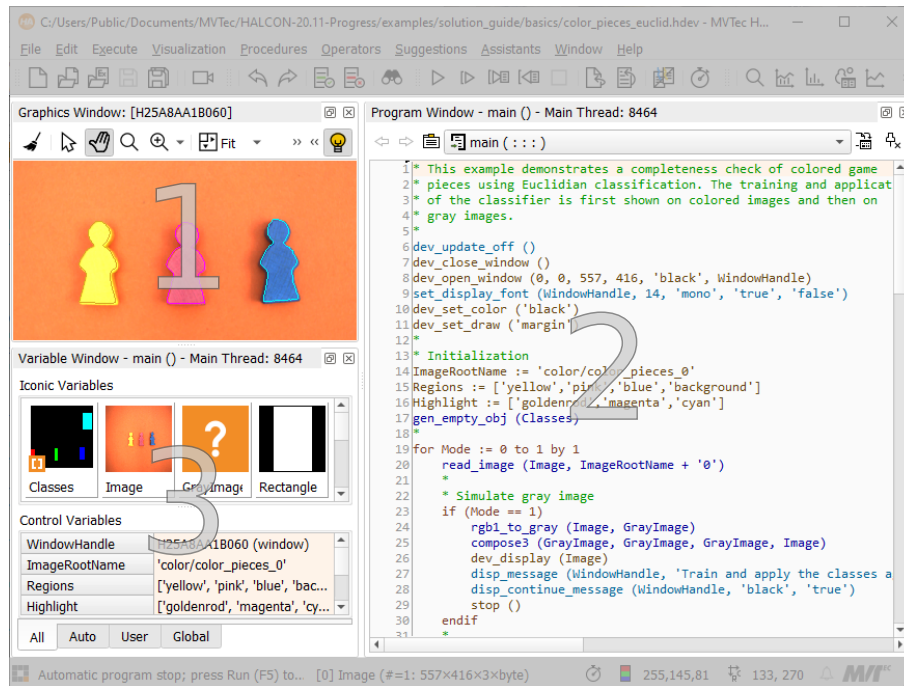 C:/Users/Public/Documents/MVTec/HALCON-20.11-Progress/examples/solution_guide/basics/color_pieces_euclid.hdev - MVTec H...
File Edit Execute Visualization Procedures Operators Suggestions Assistants Window Help
Graphics Window: [H25A8AA1B060]
Fit
1
Variable Window - main () - Main Thread: 8464
Iconic Variables
Classes Image GrayImage Rectangle
3
Control Variables
WindowHandle H25A8AA1B060 (window)
ImageRootName 'color/color_pieces_0'
Regions ['yellow', 'pink', 'blue', 'bac...
Highlight ['goldenrod', 'magenta', 'cy...
All Auto User Global
Program Window - main () - Main Thread: 8464
main ( : : : )
1 * This example demonstrates a completeness check of colored game
2 * pieces using Euclidian classification. The training and applicat
3 * of the classifier is first shown on colored images and then on
4 * gray images.
5 *
6 dev_update_off ()
7 dev_close_window ()
8 dev_open_window (0, 0, 557, 416, 'black', WindowHandle)
9 set_display_font (WindowHandle, 14, 'mono', 'true', 'false')
10 dev_set_color ('black')
11 dev_set_draw ('margin')
12 *
13 * Initialization
14 ImageRootName := 'color/color_pieces_0'
15 Regions := ['yellow','pink','blue','background']
16 Highlight := ['goldenrod','magenta','cyan']
17 gen_empty_obj (Classes)
18 *
19 for Mode := 0 to 1 by 1
20 read_image (Image, ImageRootName + '0')
21 *
22 * Simulate gray image
23 if (Mode == 1)
24 rgb1_to_gray (Image, GrayImage)
25 compose3 (GrayImage, GrayImage, GrayImage, Image)
26 dev_display (Image)
27 disp_message (WindowHandle, 'Train and apply the classes a
28 disp_continue_message (WindowHandle, 'black', 'true')
29 stop ()
30 endif
31 *
2
Automatic program stop; press Run (F5) to... [0] Image (#=1: 557×416×3×byte) 255,145,81 133, 270